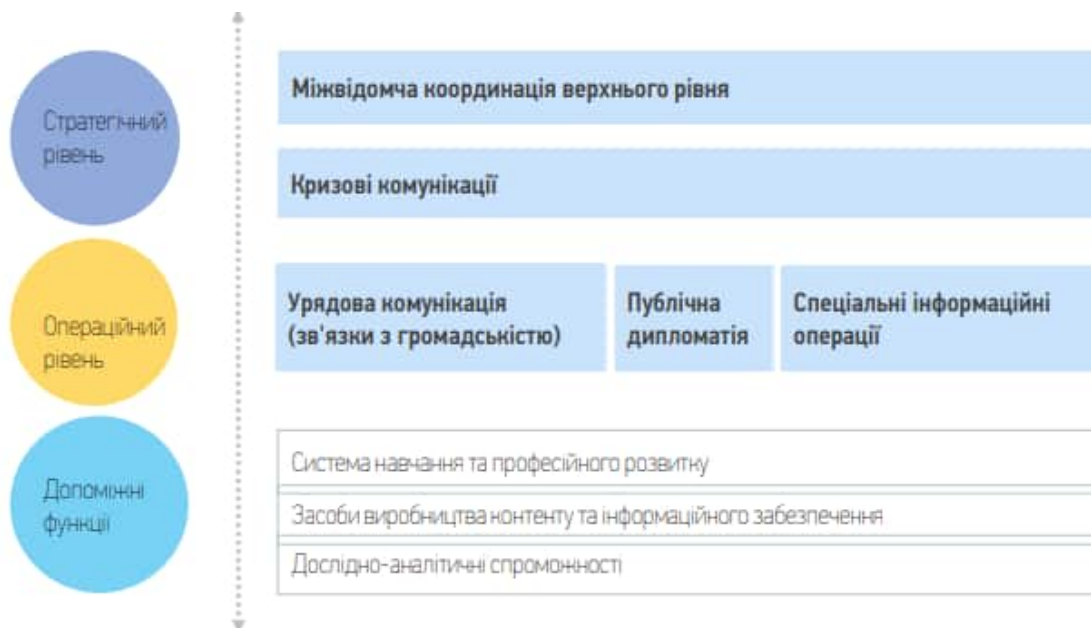 Стратегічний
рівень
Міжвідомча координація верхнього рівня
Кризові комунікації
Операційний
рівень
Урядова комунікація
(зв'язки з громадськістю)
Публічна
дипломатія
Спеціальні інформаційні
операції
Допоміжні
функції
Система навчання та професійного розвитку
Засоби виробництва контенту та інформаційного забезпечення
Дослідно-аналітичні спроможності